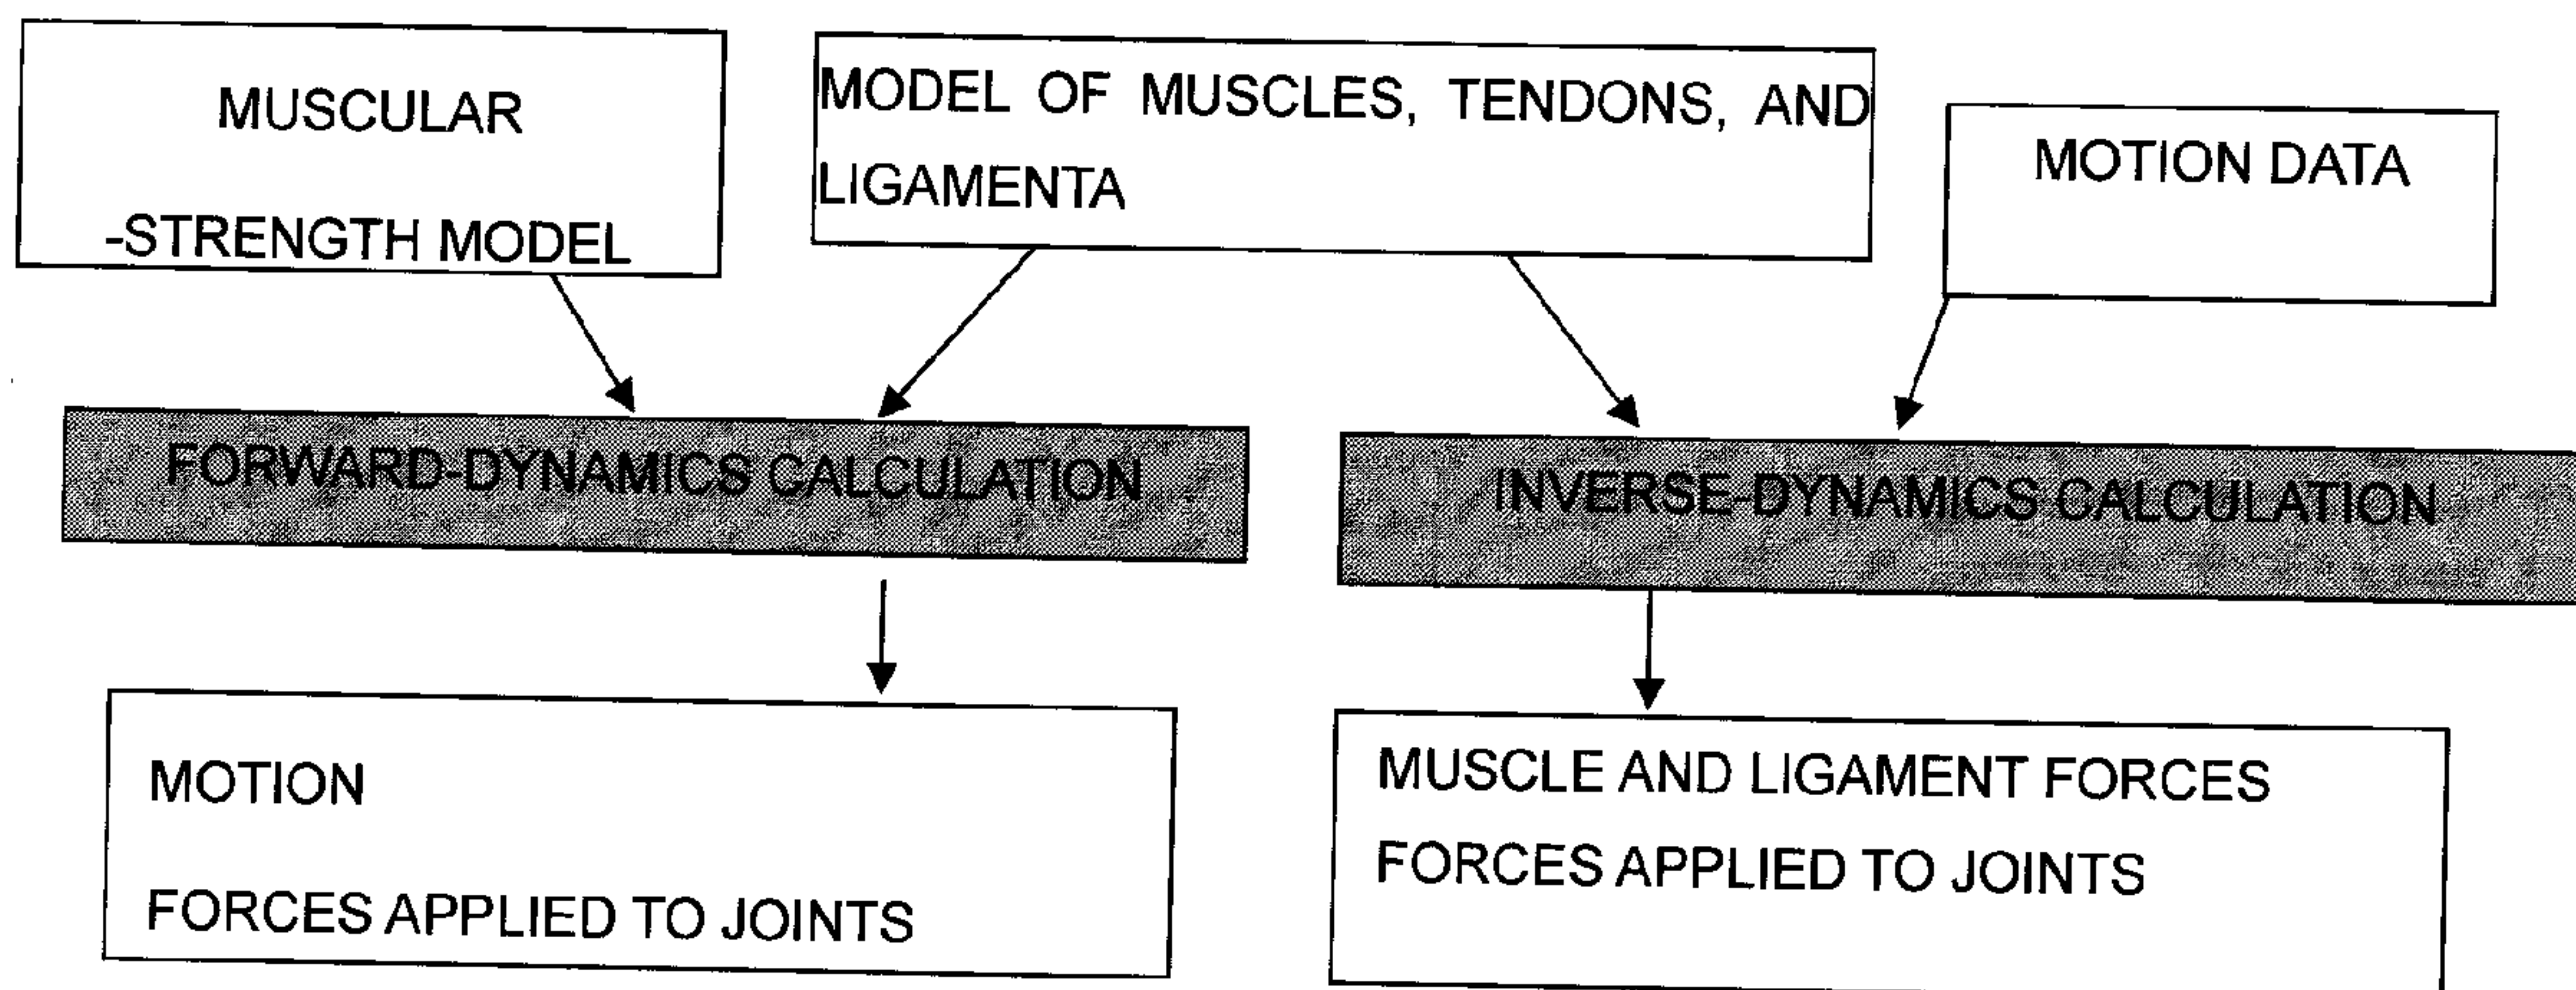 MUSCULAR
-STRENGTH MODEL
MODEL OF MUSCLES, TENDONS, AND
LIGAMENTA
MOTION DATA
FORWARD-DYNAMICS CALCULATION
INVERSE-DYNAMICS CALCULATION
MOTION
FORCES APPLIED TO JOINTS
MUSCLE AND LIGAMENT FORCES
FORCES APPLIED TO JOINTS